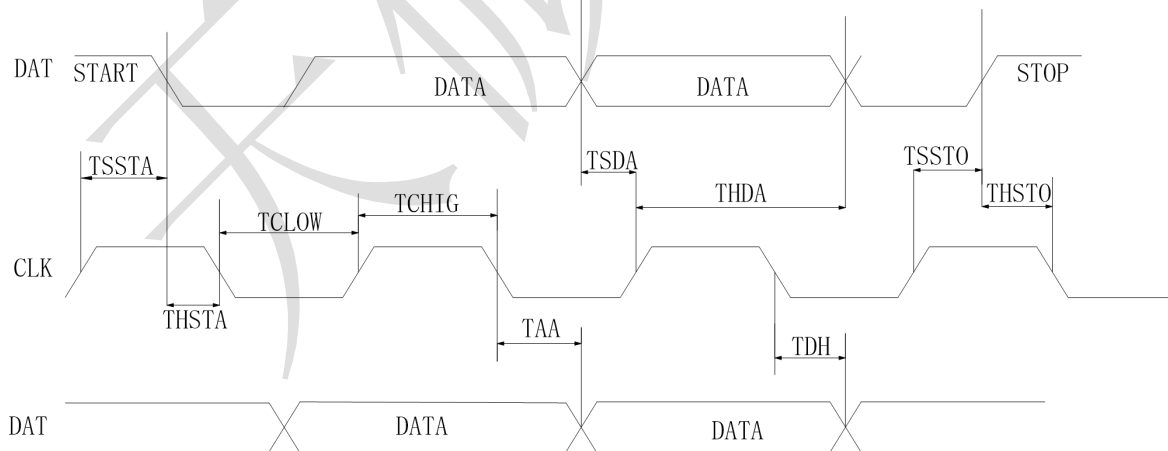 DAT START DATA DATA STOP
TSSTA TSDA TSSTO
THDA THSTO
TCLOW TCHIG
CLK
THSTA TAA TDH
DAT DATA DATA